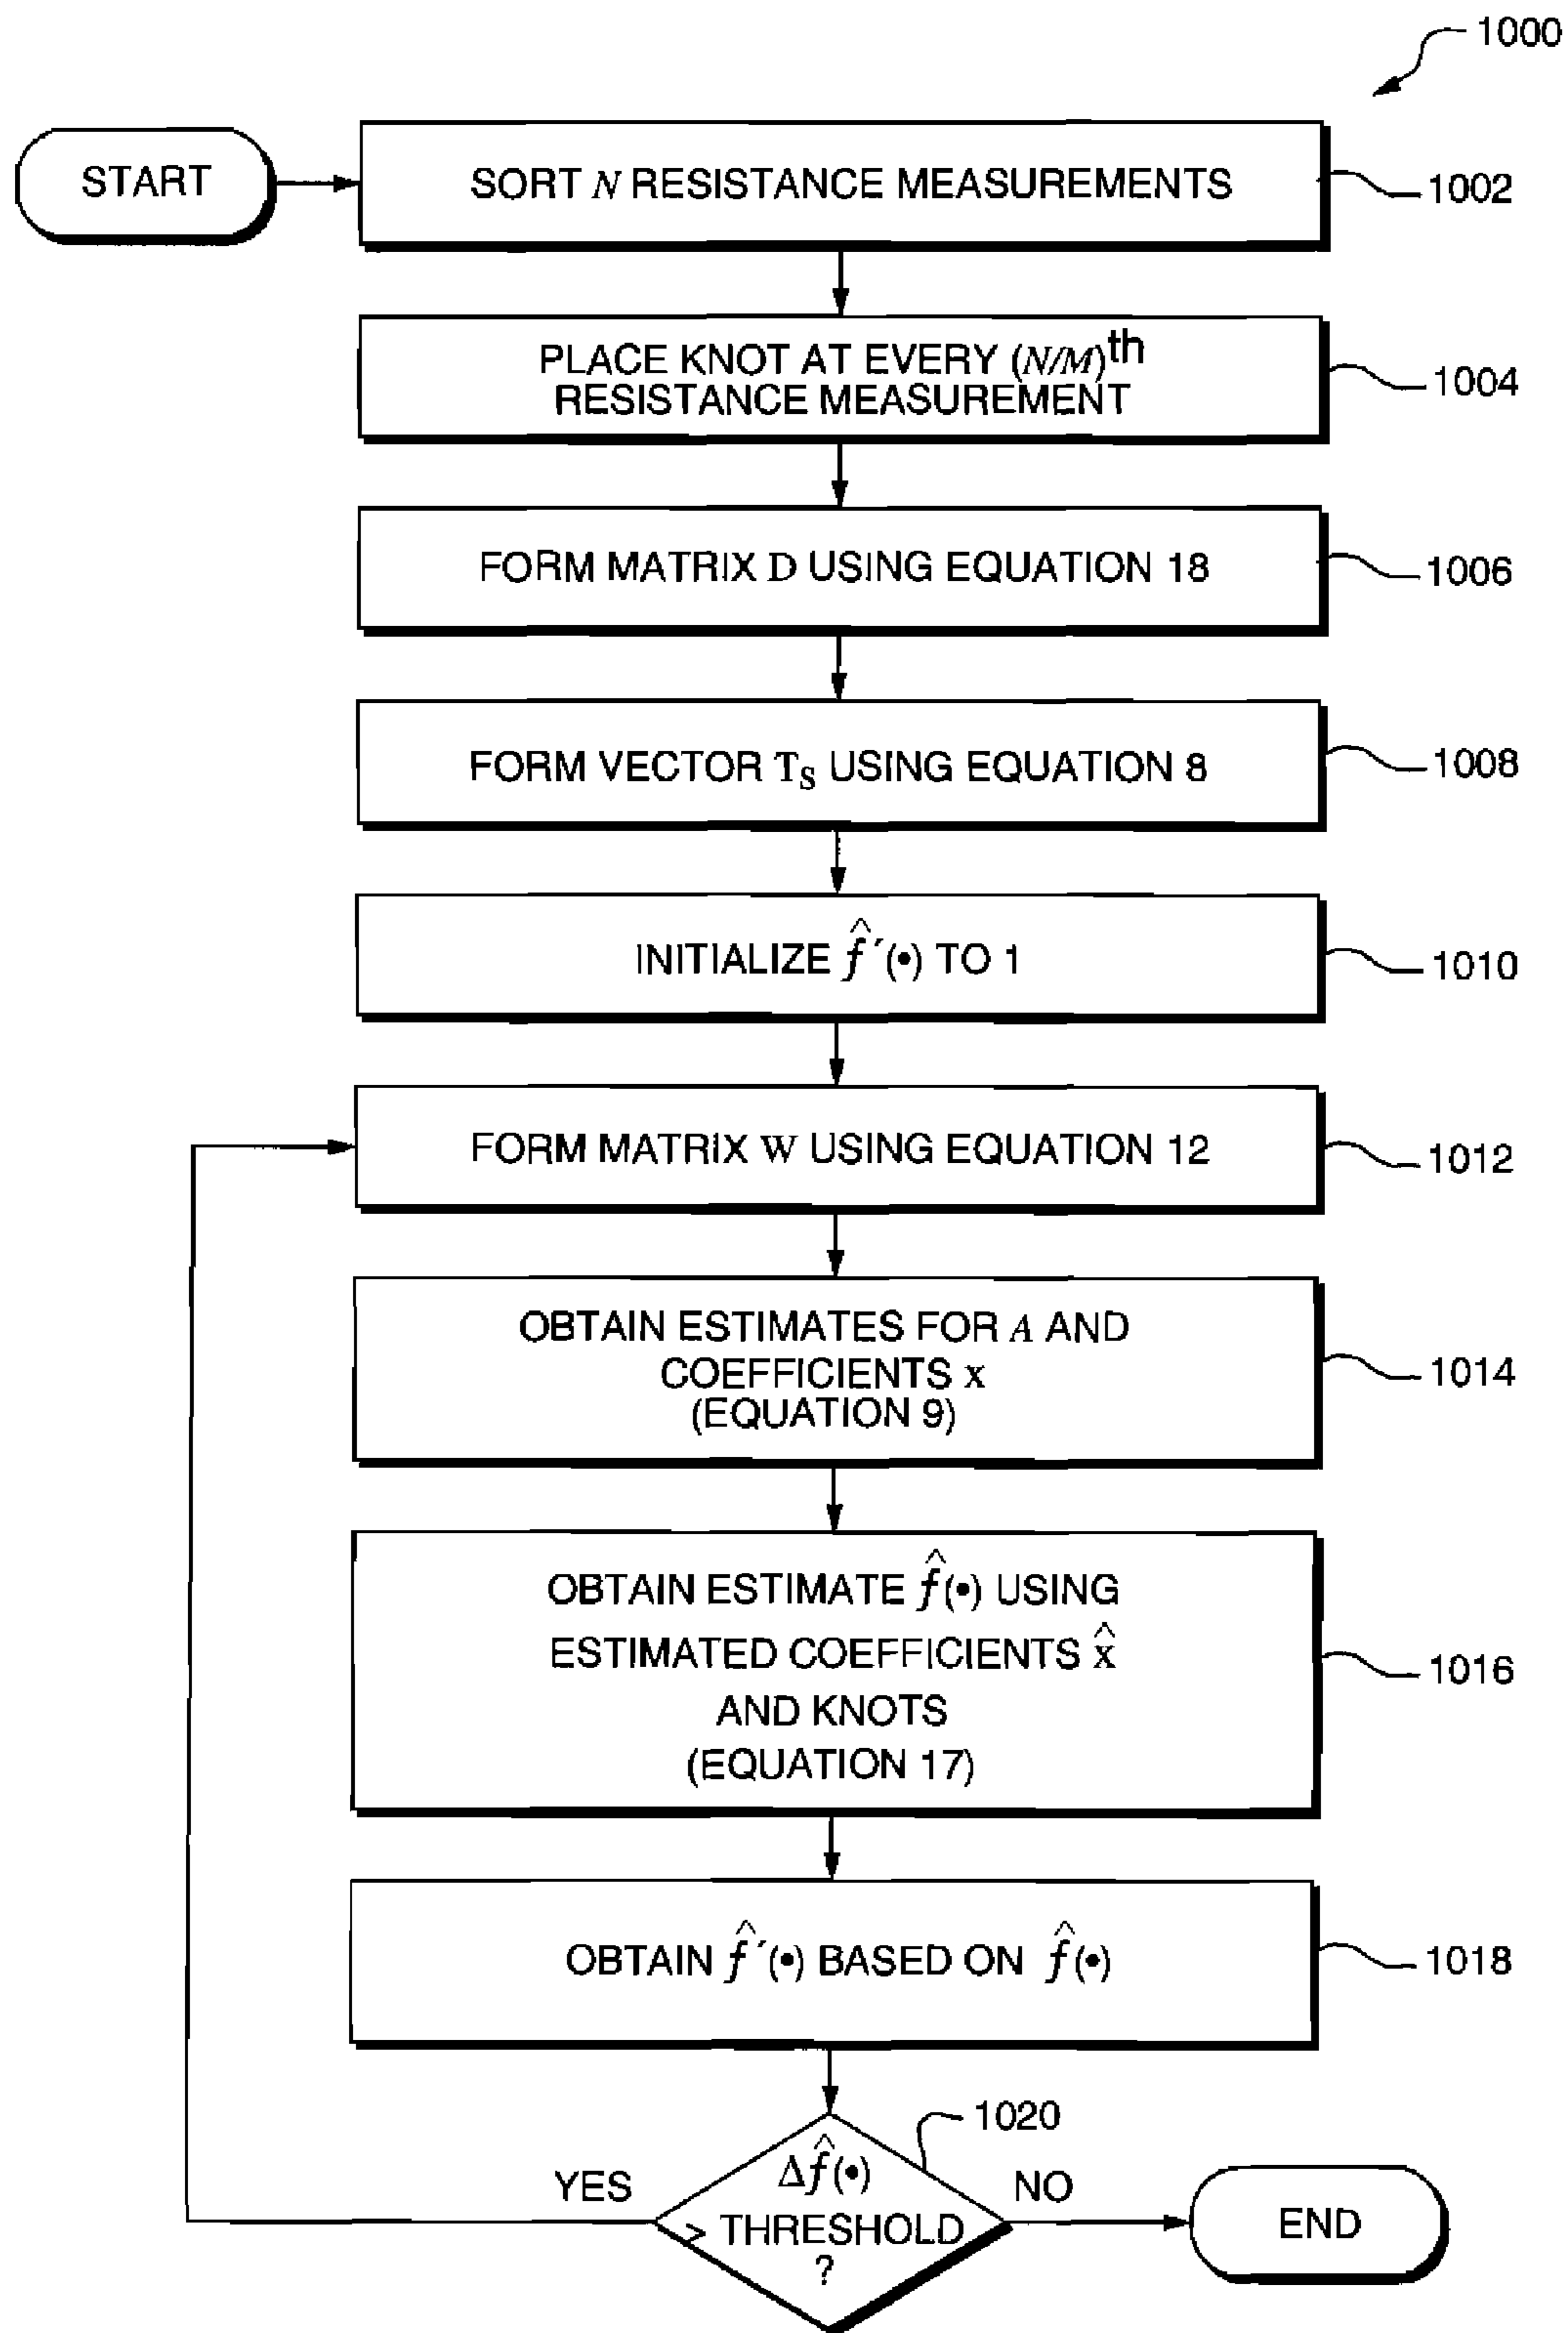 1000
START
SORT N RESISTANCE MEASUREMENTS
1002
PLACE KNOT AT EVERY (N/M)th
RESISTANCE MEASUREMENT
1004
FORM MATRIX D USING EQUATION 18
1006
FORM VECTOR TS USING EQUATION 8
1008
INITIALIZE f̂ ′(•) TO 1
1010
FORM MATRIX W USING EQUATION 12
1012
OBTAIN ESTIMATES FOR A AND
COEFFICIENTS x
(EQUATION 9)
1014
OBTAIN ESTIMATE f̂(•) USING
ESTIMATED COEFFICIENTS x̂
AND KNOTS
(EQUATION 17)
1016
OBTAIN f̂ ′(•) BASED ON f̂(•)
1018
1020
YES
Δf̂(•)
> THRESHOLD
?
NO
END